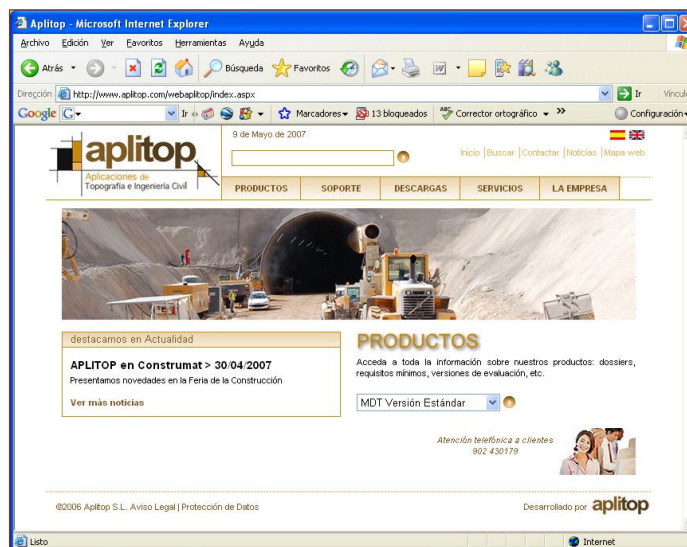 Aplitop - Microsoft Internet Explorer
Archivo Edición Ver Favoritos Herramientas Ayuda
Atrás Búsqueda Favoritos
Dirección http://www.aplitop.com/webaplitop/index.aspx Ir Vínculos
Google G Ir Marcadores 13 bloqueados ABC Corrector ortográfico » Configuración
9 de Mayo de 2007
aplitop
Aplicaciones de
Topografía e Ingeniería Civil
Inicio | Buscar | Contactar | Noticias | Mapa web
PRODUCTOS SOPORTE DESCARGAS SERVICIOS LA EMPRESA
destacamos en Actualidad
APLITOP en Construmat > 30/04/2007
Presentamos novedades en la Feria de la Construcción
Ver más noticias
PRODUCTOS
Acceda a toda la información sobre nuestros productos: dossiers,
requisitos mínimos, versiones de evaluación, etc.
MDT Versión Estándar
Atención telefónica a clientes
902 430179
©2006 Aplitop S.L. Aviso Legal | Protección de Datos
Desarrollado por aplitop
Listo Internet